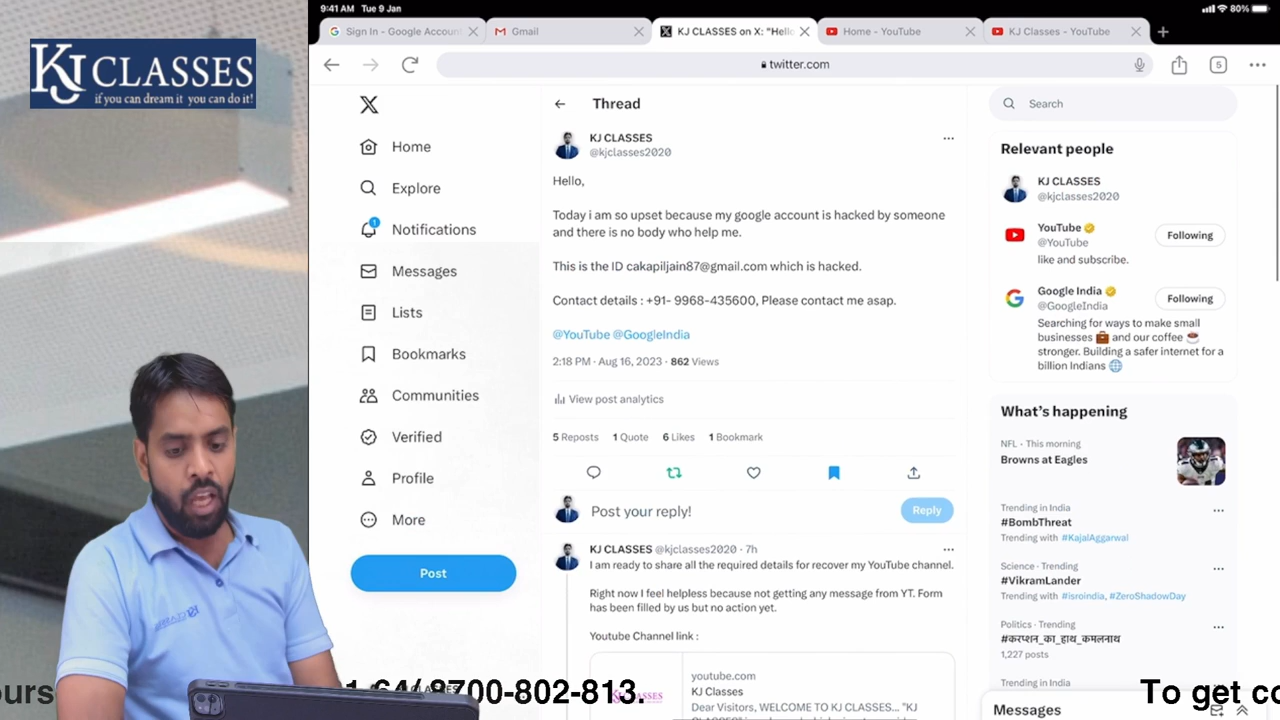 9:41 AM Tue 9 Jan
80%
Sign In - Google Accoun
Gmail
KJ CLASSES on X: "Hello
Home - YouTube
KJ Classes - YouTube
twitter.com
5
KJ CLASSES
if you can dream it you can do it!
X
Home
Explore
1
Notifications
Messages
Lists
Bookmarks
Communities
Verified
Profile
More
Post
Thread
KJ CLASSES
@kjclasses2020
Hello,
Today i am so upset because my google account is hacked by someone
and there is no body who help me.
This is the ID cakapiljain87@gmail.com which is hacked.
Contact details : +91- 9968-435600, Please contact me asap.
@YouTube @GoogleIndia
2:18 PM · Aug 16, 2023 · 862 Views
View post analytics
5 Reposts 1 Quote 6 Likes 1 Bookmark
Post your reply!
Reply
KJ CLASSES @kjclasses2020 · 7h
I am ready to share all the required details for recover my YouTube channel.
Right now I feel helpless because not getting any message from YT. Form
has been filled by us but no action yet.
Youtube Channel link :
youtube.com
KJ Classes
Dear Visitors, WELCOME TO KJ CLASSES... "KJ
Search
Relevant people
KJ CLASSES
@kjclasses2020
YouTube
@YouTube
Following
like and subscribe.
Google India
@GoogleIndia
Following
Searching for ways to make small
businesses 💼 and our coffee ☕
stronger. Building a safer internet for a
billion Indians 🌐
What's happening
NFL · This morning
Browns at Eagles
Trending in India
#BombThreat
Trending with #KajalAggarwal
Science · Trending
#VikramLander
Trending with #isroindia, #ZeroShadowDay
Politics · Trending
#करप्शन_का_हाथ_कमलनाथ
1,227 posts
Trending in India
Messages
ours
8700-802-813.
To get co